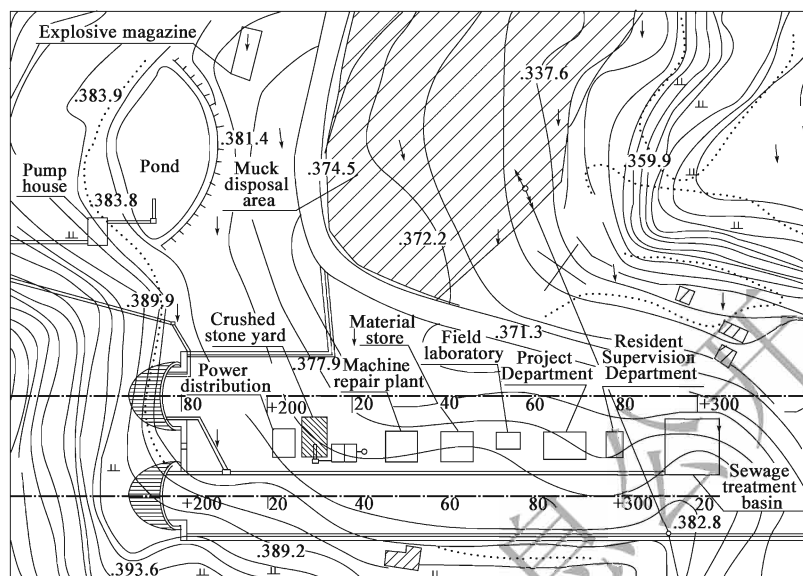 Explosive magazine
.383.9
.337.6
.381.4
Pond
.359.9
Pump
house
Muck
disposal
area
.374.5
.383.8
.372.2
.389.9
Crushed
stone yard
Material
store
.371.3
Field
laboratory
Resident
Supervision
Department
.377.9
Power
distribution
Machine
repair plant
Project
Department
80
+200
20
40
60
80
+300
Sewage
treatment
basin
+200
20
40
60
80
+300
20
.382.8
.389.2
.393.6